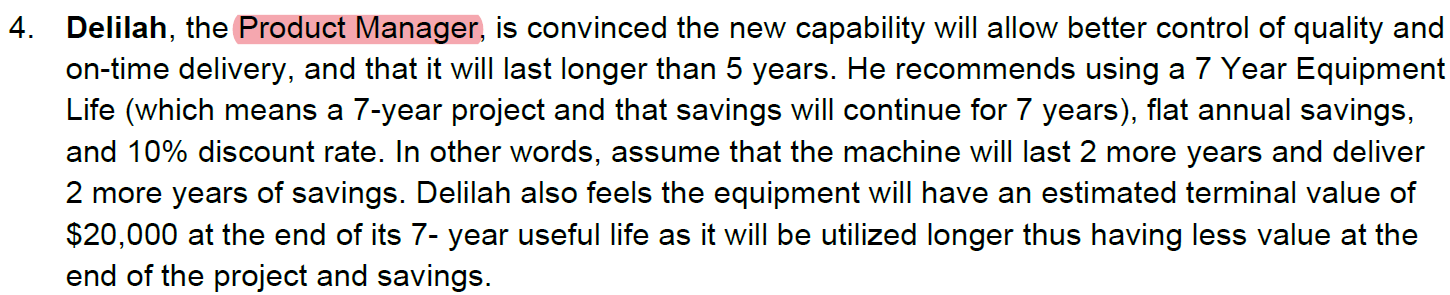 4. Delilah, the Product Manager, is convinced the new capability will allow better control of quality and
on-time delivery, and that it will last longer than 5 years. He recommends using a 7 Year Equipment
Life (which means a 7-year project and that savings will continue for 7 years), flat annual savings,
and 10% discount rate. In other words, assume that the machine will last 2 more years and deliver
2 more years of savings. Delilah also feels the equipment will have an estimated terminal value of
$20,000 at the end of its 7- year useful life as it will be utilized longer thus having less value at the
end of the project and savings.